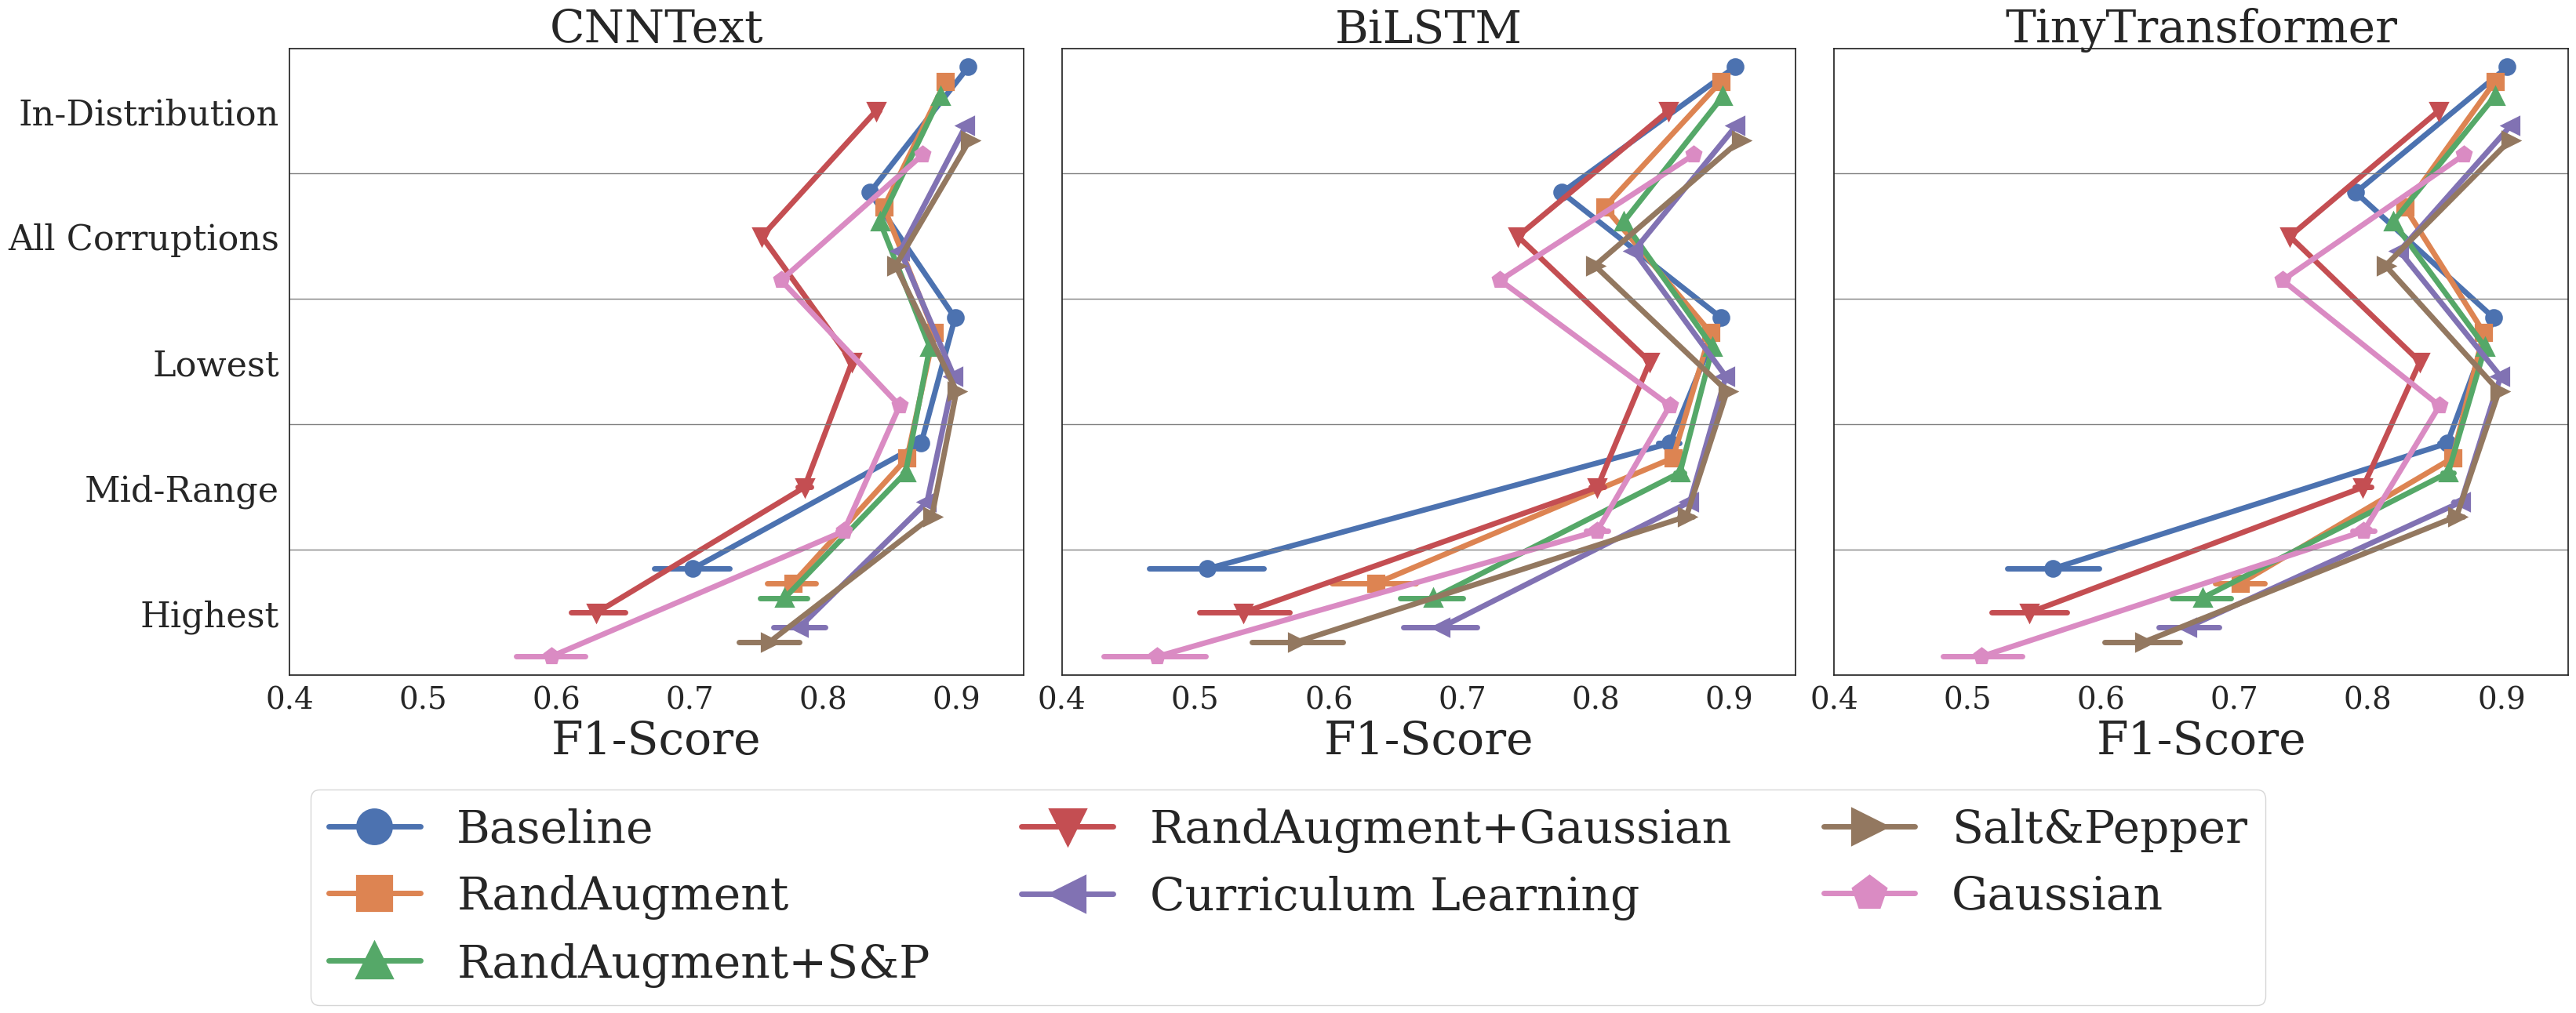 CNNText BiLSTM TinyTransformer
In-Distribution
All Corruptions
Lowest
Mid-Range
Highest
0.4 0.5 0.6 0.7 0.8 0.9 0.4 0.5 0.6 0.7 0.8 0.9 0.4 0.5 0.6 0.7 0.8 0.9
F1-Score F1-Score F1-Score
Baseline RandAugment+Gaussian Salt&Pepper
RandAugment Curriculum Learning Gaussian
RandAugment+S&P